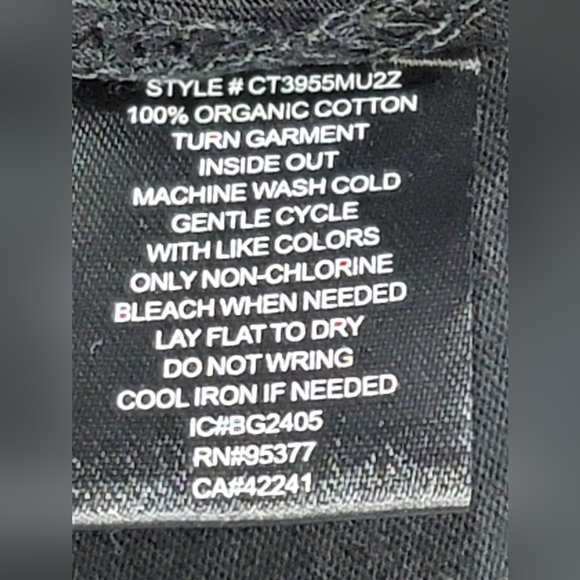 STYLE # CT3955MU2Z
100% ORGANIC COTTON
TURN GARMENT
INSIDE OUT
MACHINE WASH COLD
GENTLE CYCLE
WITH LIKE COLORS
ONLY NON-CHLORINE
BLEACH WHEN NEEDED
LAY FLAT TO DRY
DO NOT WRING
COOL IRON IF NEEDED
IC#BG2405
RN#95377
CA#42241